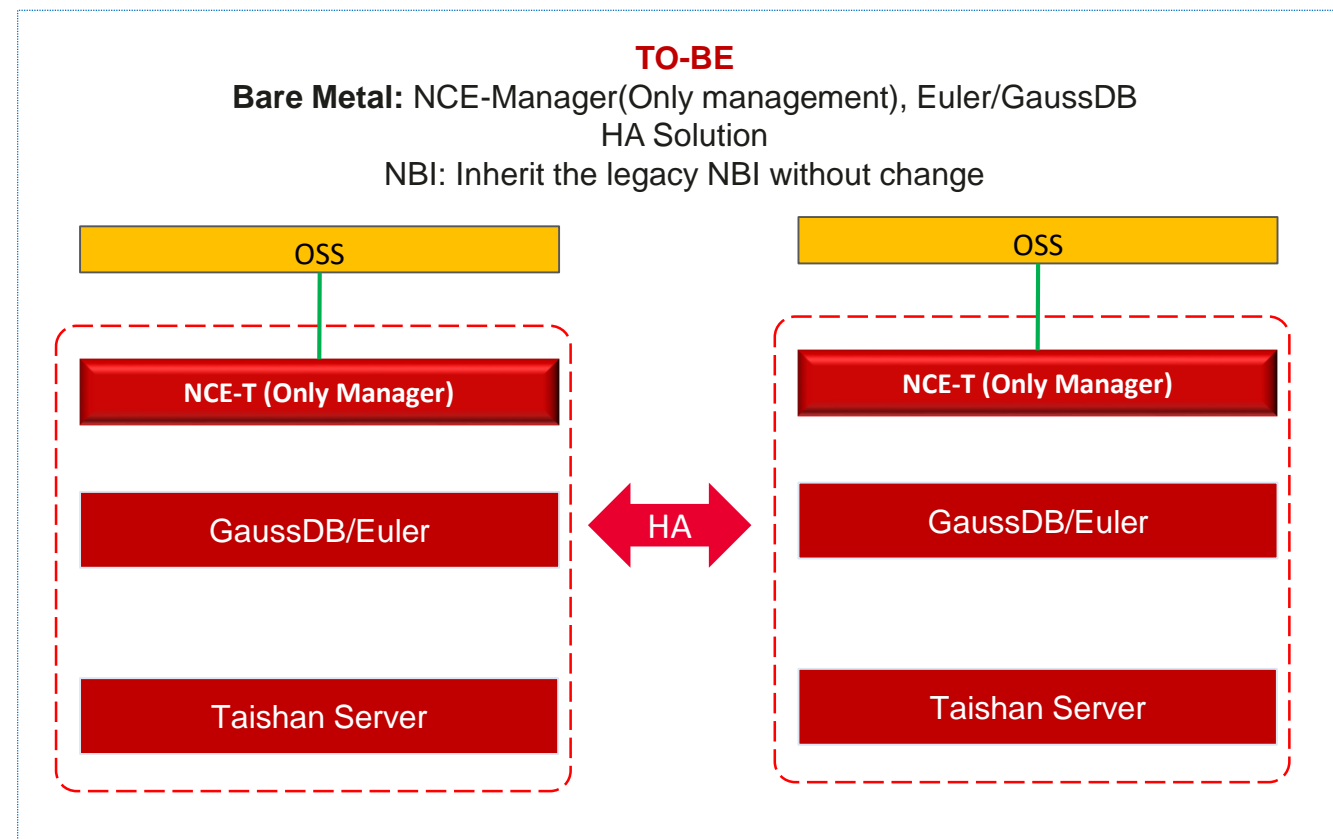 TO-BE
Bare Metal: NCE-Manager(Only management), Euler/GaussDB
HA Solution
NBI: Inherit the legacy NBI without change
OSS
NCE-T (Only Manager)
GaussDB/Euler
Taishan Server
HA
OSS
NCE-T (Only Manager)
GaussDB/Euler
Taishan Server